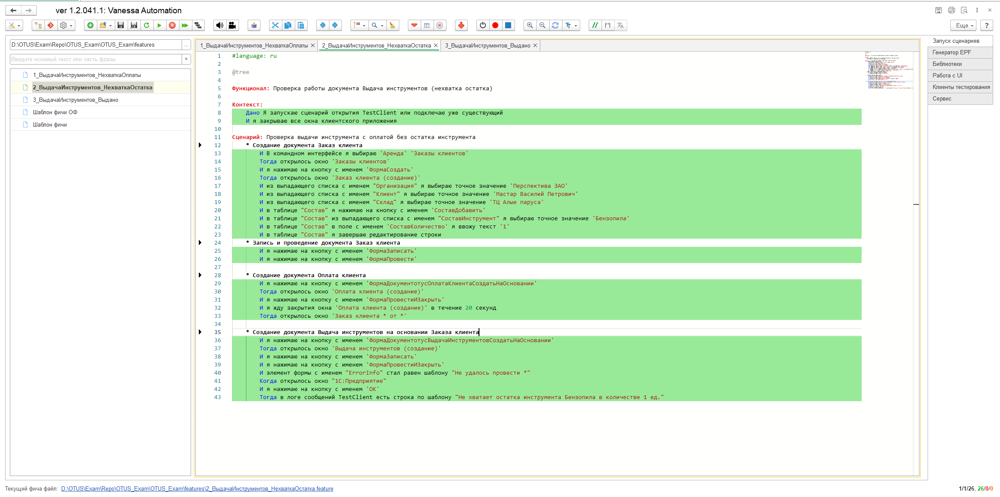 ver 1.2.041.1: Vanessa Automation
Еще
?
D:\OTUS\Exam\Repo\OTUS_Exam\OTUS_Exam\features
...
Введите искомый текст или часть фразы
1_ВыдачаИнструментов_НехваткаОплаты
2_ВыдачаИнструментов_НехваткаОстатка
3_ВыдачаИнструментов_Выдано
Шаблон фичи ОФ
Шаблон фичи
1_ВыдачаИнструментов_НехваткаОплаты
2_ВыдачаИнструментов_НехваткаОстатка
3_ВыдачаИнструментов_Выдано
1 #language: ru
2
3 @tree
4
5 Функционал: Проверка работы документа Выдача инструментов (нехватка остатка)
6
7 Контекст:
8 Дано Я запускаю сценарий открытия TestClient или подключаю уже существующий
9 И я закрываю все окна клиентского приложения
10
11 Сценарий: Проверка выдачи инструмента с оплатой без остатка инструмента
12 * Создание документа Заказ клиента
13 И В командном интерфейсе я выбираю 'Аренда' 'Заказы клиентов'
14 Тогда открылось окно 'Заказы клиентов'
15 И я нажимаю на кнопку с именем 'ФормаСоздать'
16 Тогда открылось окно 'Заказ клиента (создание)'
17 И из выпадающего списка с именем "Организация" я выбираю точное значение 'Перспектива ЗАО'
18 И из выпадающего списка с именем "Клиент" я выбираю точное значение 'Мастар Василий Петрович'
19 И из выпадающего списка с именем "Склад" я выбираю точное значение 'ТЦ Алые паруса'
20 И в таблице "Состав" я нажимаю на кнопку с именем 'СоставДобавить'
21 И в таблице "Состав" из выпадающего списка с именем "СоставИнструмент" я выбираю точное значение 'Бензопила'
22 И в таблице "Состав" в поле с именем 'СоставКоличество' я ввожу текст '1'
23 И в таблице "Состав" я завершаю редактирование строки
24 * Запись и проведение документа Заказ клиента
25 И я нажимаю на кнопку с именем 'ФормаЗаписать'
26 И я нажимаю на кнопку с именем 'ФормаПровести'
27
28 * Создание документа Оплата клиента
29 И я нажимаю на кнопку с именем 'ФормаДокументотусОплатаКлиентаСоздатьНаОсновании'
30 Тогда открылось окно 'Оплата клиента (создание)'
31 И я нажимаю на кнопку с именем 'ФормаПровестиИЗакрыть'
32 И я жду закрытия окна 'Оплата клиента (создание)' в течение 20 секунд
33 Тогда открылось окно 'Заказ клиента * от *'
34
35 * Создание документа Выдача инструментов на основании Заказа клиента
36 И я нажимаю на кнопку с именем 'ФормаДокументотусВыдачаИнструментовСоздатьНаОсновании'
37 Тогда открылось окно 'Выдача инструментов (создание)'
38 И я нажимаю на кнопку с именем 'ФормаЗаписать'
39 И я нажимаю на кнопку с именем 'ФормаПровестиИЗакрыть'
40 И элемент формы с именем "ErrorInfo" стал равен шаблону "Не удалось провести *"
41 Когда открылось окно "1С:Предприятие"
42 И я нажимаю на кнопку с именем 'OK'
43 Тогда в логе сообщений TestClient есть строка по шаблону "Не хватает остатка инструмента Бензопила в количестве 1 ед."
Запуск сценариев
Генератор EPF
Библиотеки
Работа с UI
Клиенты тестирования
Сервис
Текущий фича файл: D:\OTUS\Exam\Repo\OTUS_Exam\OTUS_Exam\features\2_ВыдачаИнструментов_НехваткаОстатка.feature
1/1/26, 26/0/0